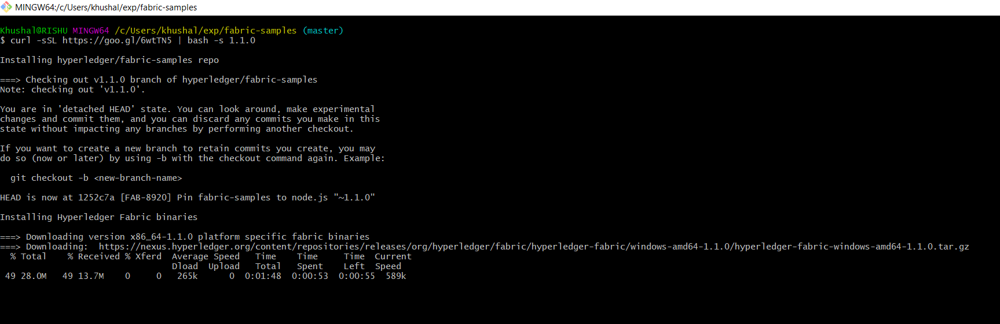 MINGW64:/c/Users/khushal/exp/fabric-samples
Khushal@RISHU MINGW64 /c/Users/khushal/exp/fabric-samples (master)
$ curl -sSL https://goo.gl/6wtTN5 | bash -s 1.1.0
Installing hyperledger/fabric-samples repo
===> Checking out v1.1.0 branch of hyperledger/fabric-samples
Note: checking out 'v1.1.0'.
You are in 'detached HEAD' state. You can look around, make experimental
changes and commit them, and you can discard any commits you make in this
state without impacting any branches by performing another checkout.
If you want to create a new branch to retain commits you create, you may
do so (now or later) by using -b with the checkout command again. Example:
git checkout -b <new-branch-name>
HEAD is now at 1252c7a [FAB-8920] Pin fabric-samples to node.js "~1.1.0"
Installing Hyperledger Fabric binaries
===> Downloading version x86_64-1.1.0 platform specific fabric binaries
===> Downloading:  https://nexus.hyperledger.org/content/repositories/releases/org/hyperledger/fabric/hyperledger-fabric/windows-amd64-1.1.0/hyperledger-fabric-windows-amd64-1.1.0.tar.gz
% Total    % Received % Xferd  Average Speed   Time    Time     Time  Current
Dload  Upload   Total   Spent    Left  Speed
49 28.0M   49 13.7M    0     0   265k      0  0:01:48  0:00:53  0:00:55  589k